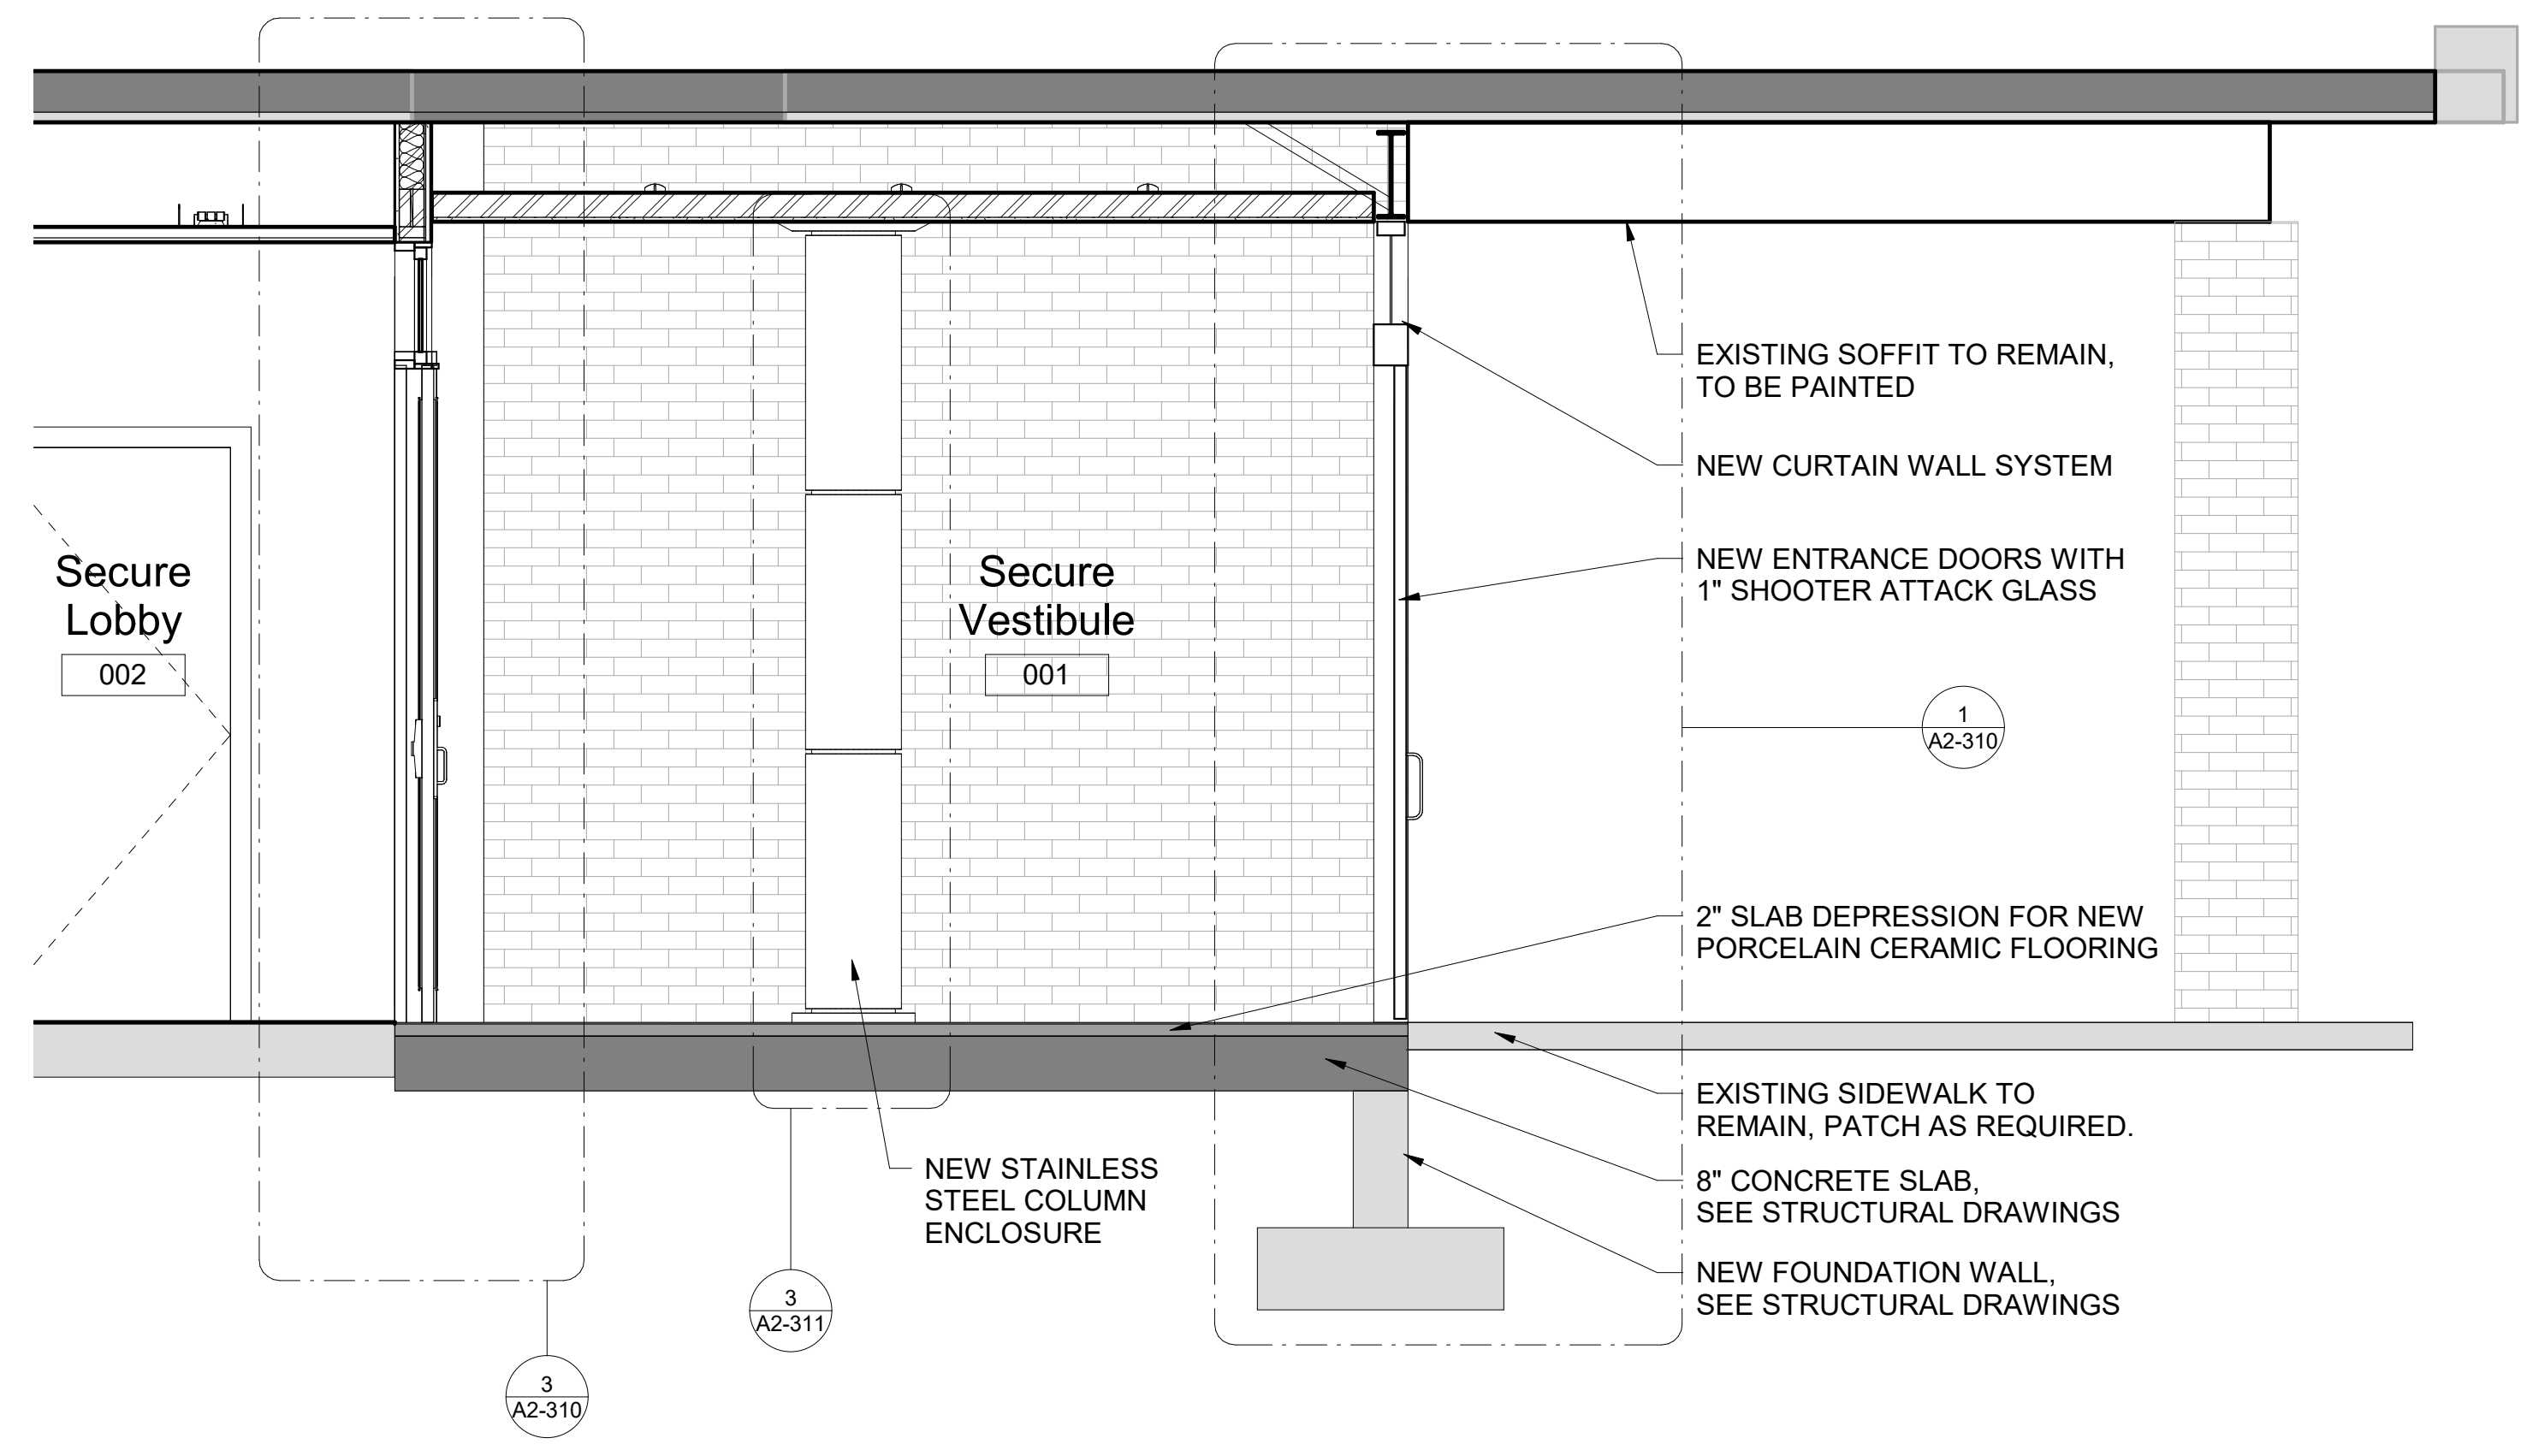 EXISTING SOFFIT TO REMAIN,
TO BE PAINTED
NEW CURTAIN WALL SYSTEM
NEW ENTRANCE DOORS WITH
1" SHOOTER ATTACK GLASS
Secure
Lobby
002
Secure
Vestibule
001
1
A2-310
2" SLAB DEPRESSION FOR NEW
PORCELAIN CERAMIC FLOORING
EXISTING SIDEWALK TO
REMAIN, PATCH AS REQUIRED.
8" CONCRETE SLAB,
SEE STRUCTURAL DRAWINGS
NEW FOUNDATION WALL,
SEE STRUCTURAL DRAWINGS
NEW STAINLESS
STEEL COLUMN
ENCLOSURE
3
A2-311
3
A2-310